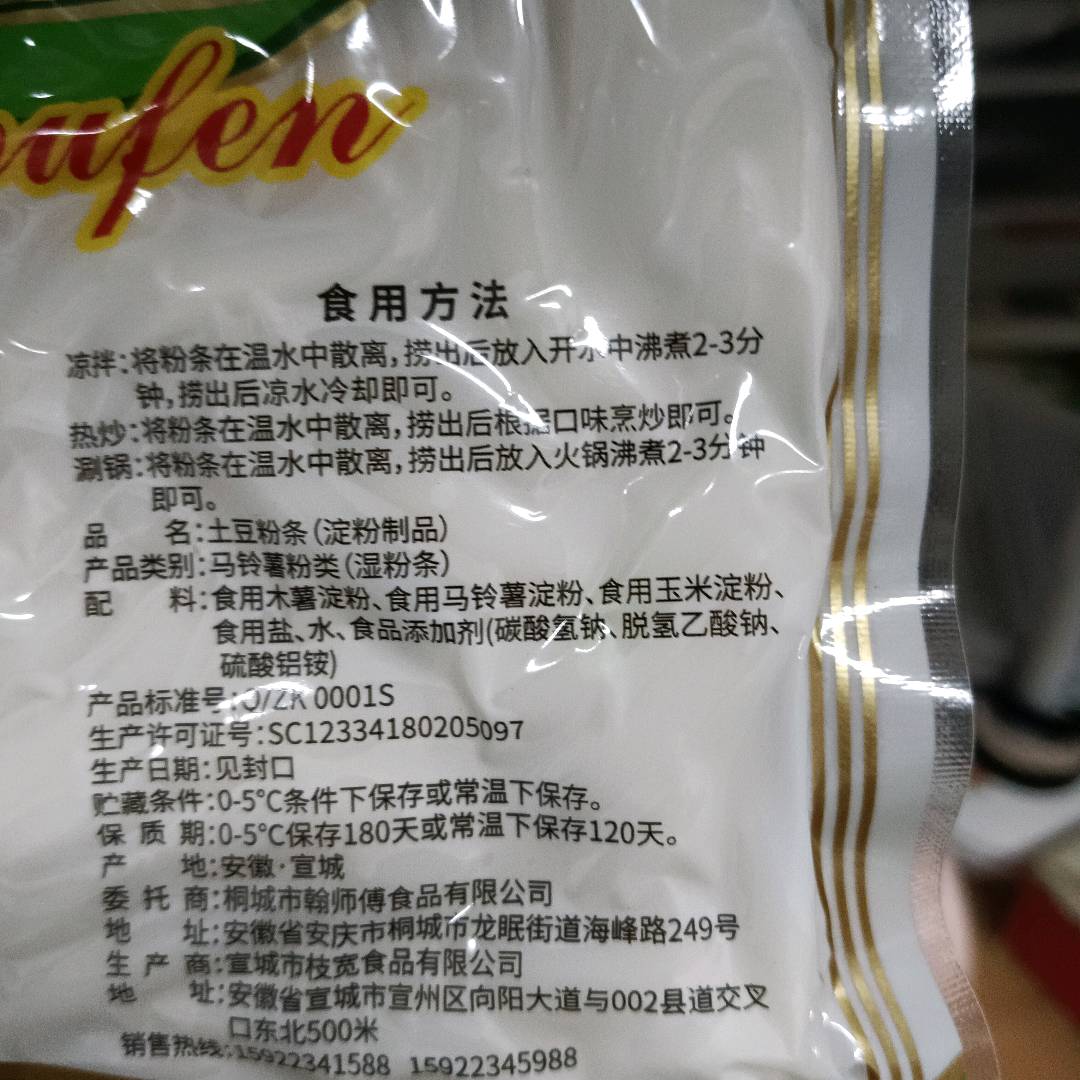 oufen
食用方法
凉拌:将粉条在温水中散离,捞出后放入开水中沸煮2-3分
钟,捞出后凉水冷却即可。
热炒:将粉条在温水中散离,捞出后根据口味烹炒即可。
涮锅:将粉条在温水中散离,捞出后放入火锅沸煮2-3分钟
即可。
品 名:土豆粉条(淀粉制品)
产品类别:马铃薯粉类(湿粉条)
配 料:食用木薯淀粉、食用马铃薯淀粉、食用玉米淀粉、
食用盐、水、食品添加剂(碳酸氢钠、脱氢乙酸钠、
硫酸铝铵)
产品标准号:Q/ZK 0001S
生产许可证号:SC12334180205097
生产日期:见封口
贮藏条件:0-5℃条件下保存或常温下保存。
保 质 期:0-5℃保存180天或常温下保存120天。
产 地:安徽·宣城
委 托 商:桐城市翰师傅食品有限公司
地 址:安徽省安庆市桐城市龙眠街道海峰路249号
生 产 商:宣城市枝宽食品有限公司
地 址:安徽省宣城市宣州区向阳大道与002县道交叉
口东北500米
销售热线:15922341588 15922345988